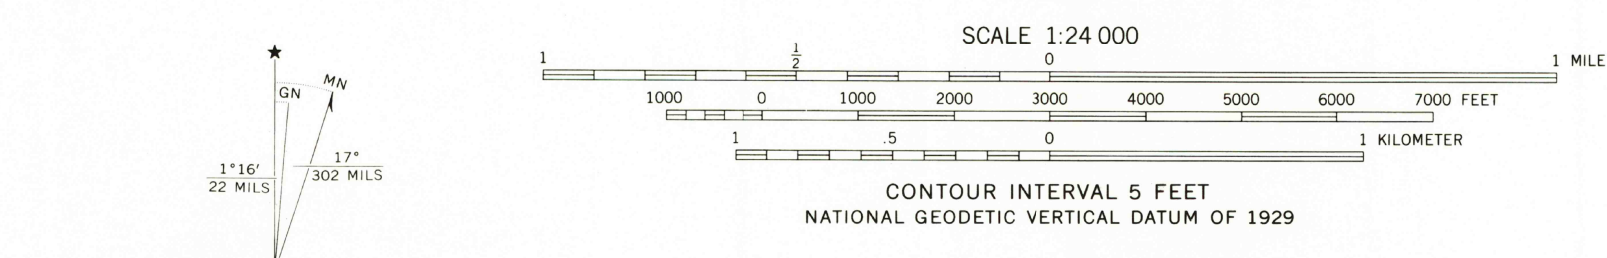 ★
MN
GN
1°16′
22 MILS
17°
302 MILS
SCALE 1:24 000
1 1/2 0 1 MILE
1000 0 1000 2000 3000 4000 5000 6000 7000 FEET
1 .5 0 1 KILOMETER
CONTOUR INTERVAL 5 FEET
NATIONAL GEODETIC VERTICAL DATUM OF 1929